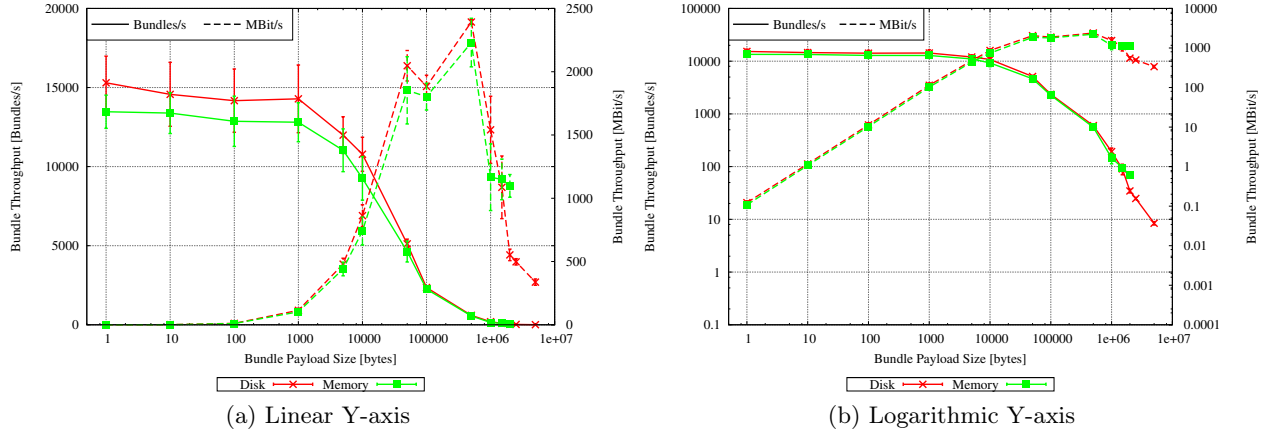 Bundles/s MBit/s
Bundle Throughput [Bundles/s]
20000
15000
10000
5000
0
2500
2000
1500
1000
500
0
Bundle Throughput [MBit/s]
1 10 100 1000 10000 100000 1e+06 1e+07
Bundle Payload Size [bytes]
Disk Memory
(a) Linear Y-axis
Bundles/s MBit/s
Bundle Throughput [Bundles/s]
100000
10000
1000
100
10
1
0.1
10000
1000
100
10
1
0.1
0.01
0.001
0.0001
Bundle Throughput [MBit/s]
1 10 100 1000 10000 100000 1e+06 1e+07
Bundle Payload Size [bytes]
Disk Memory
(b) Logarithmic Y-axis